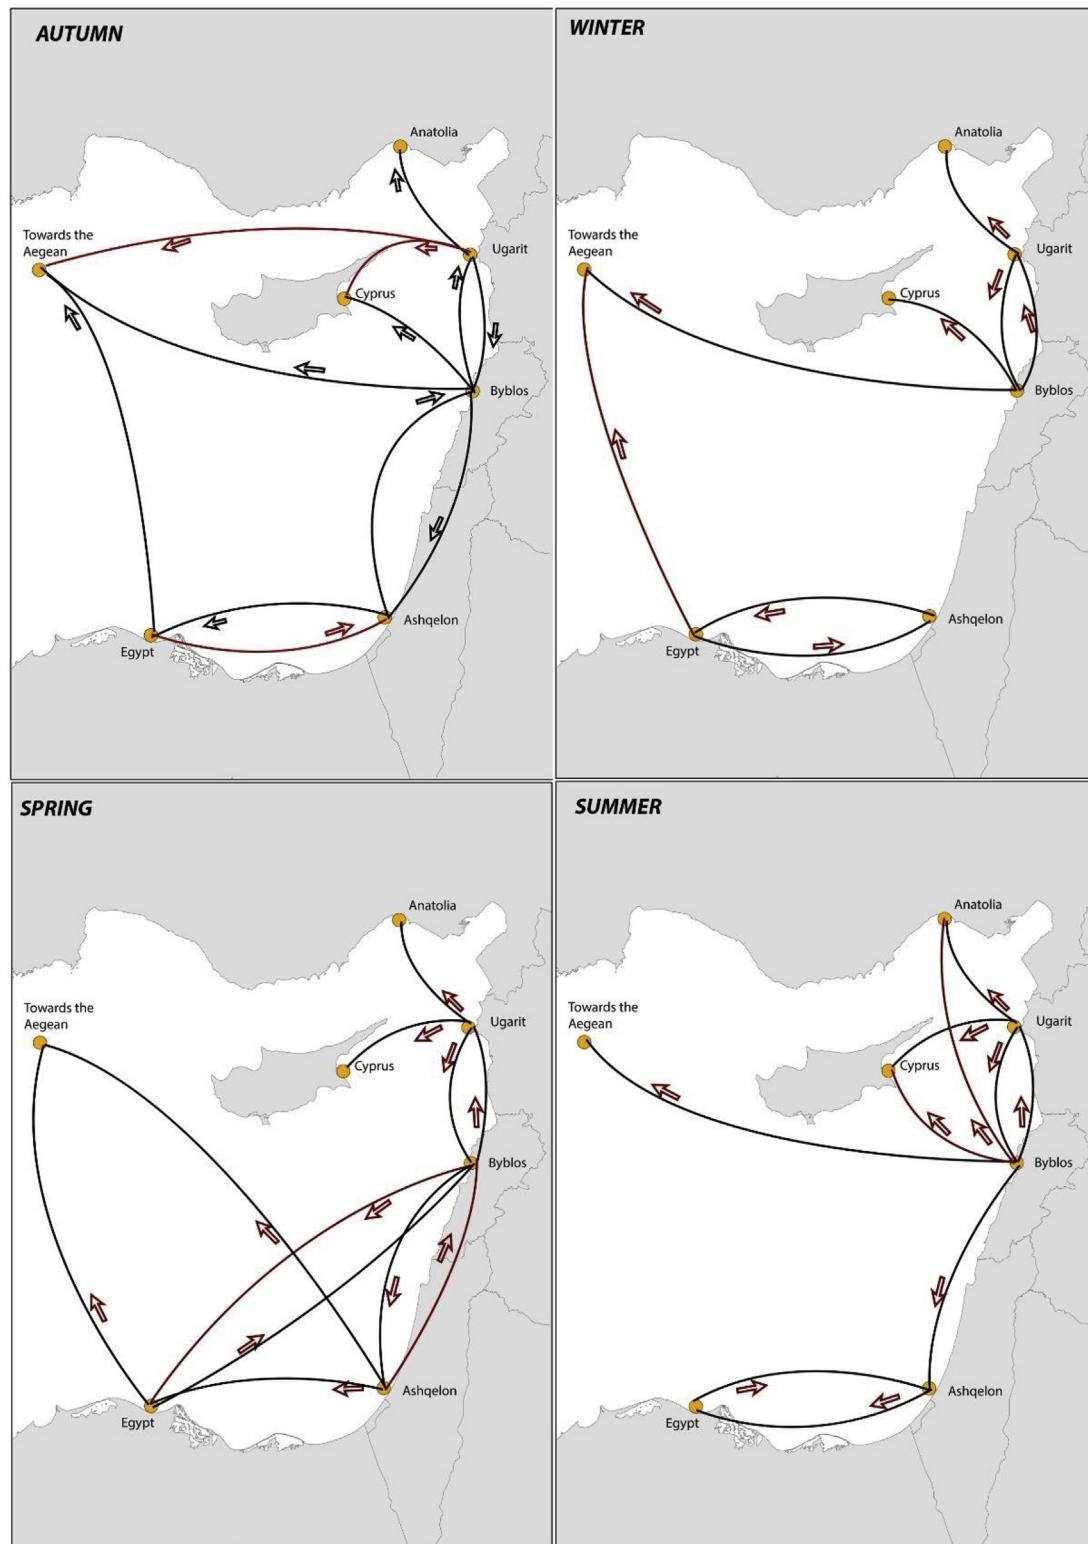 AUTUMN
Anatolia
Towards the
Aegean
Ugarit
Cyprus
Byblos
Ashqelon
Egypt
WINTER
Anatolia
Towards the
Aegean
Ugarit
Cyprus
Byblos
Ashqelon
Egypt
SPRING
Anatolia
Towards the
Aegean
Ugarit
Cyprus
Byblos
Ashqelon
Egypt
SUMMER
Anatolia
Towards the
Aegean
Ugarit
Cyprus
Byblos
Ashqelon
Egypt